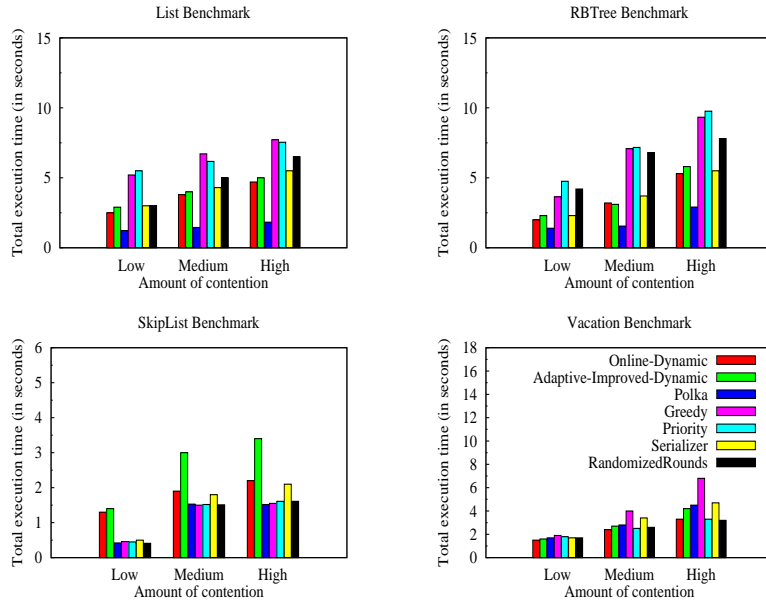 List Benchmark
Total execution time (in seconds)
15
10
5
0
Low Medium High
Amount of contention
RBTree Benchmark
Total execution time (in seconds)
15
10
5
0
Low Medium High
Amount of contention
SkipList Benchmark
Total execution time (in seconds)
6
5
4
3
2
1
0
Low Medium High
Amount of contention
Vacation Benchmark
Total execution time (in seconds)
18
16
14
12
10
8
6
4
2
0
Online-Dynamic
Adaptive-Improved-Dynamic
Polka
Greedy
Priority
Serializer
RandomizedRounds
Low Medium High
Amount of contention